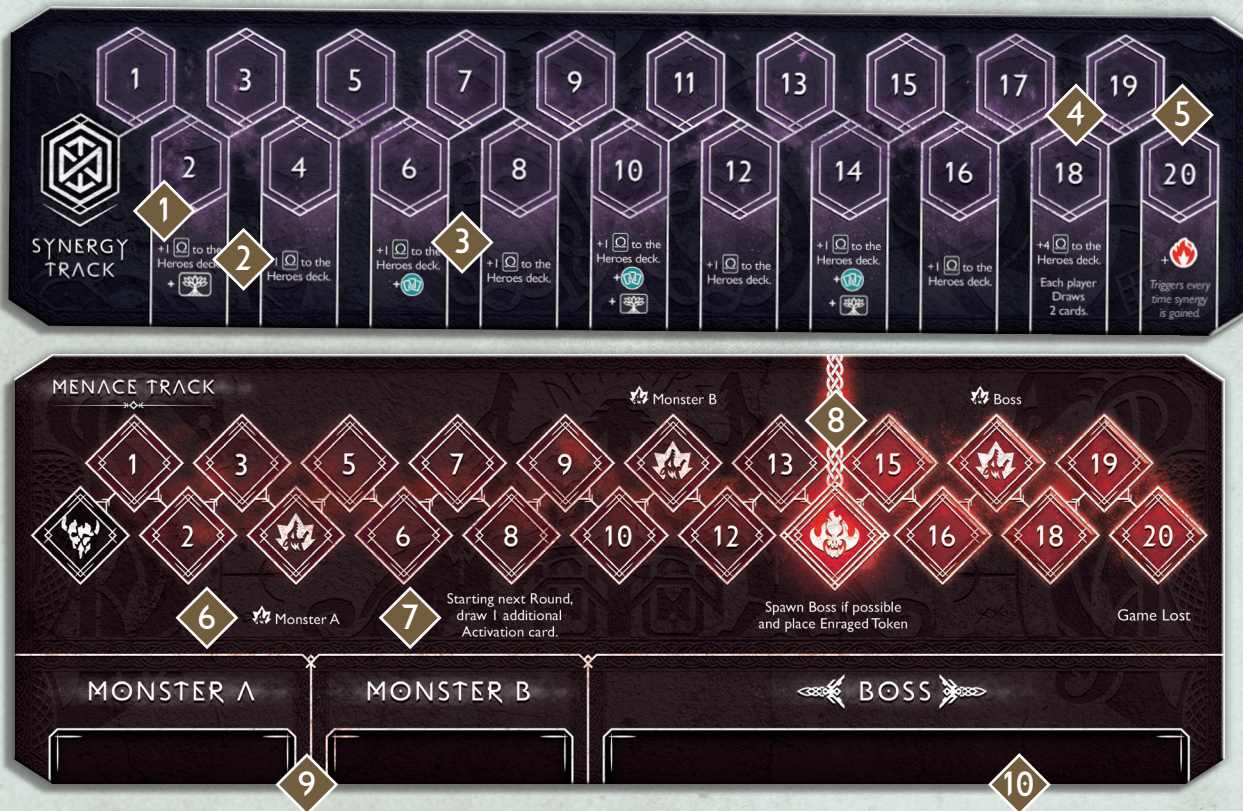 1 3 5 7 9 11 13 15 17 19
4 5
2 4 6 8 10 12 14 16 18 20
1
SYNERGY
TRACK
+1 Ω to the
Heroes deck.
+
2
Ω to the
Heroes deck.
+1 Ω to the
Heroes deck.
+
3
+1 Ω to the
Heroes deck.
+1 Ω to the
Heroes deck.
+
+
+1 Ω to the
Heroes deck.
+1 Ω to the
Heroes deck.
+
+
+1 Ω to the
Heroes deck.
+4 Ω to the
Heroes deck.
Each player
Draws
2 cards.
+
Triggers every
time synergy
is gained.
MENACE TRACK
Monster B
8
Boss
1 3 5 7 9 13 15 19
2 6 8 10 12 16 18 20
6
Monster A
7
Starting next Round,
draw 1 additional
Activation card.
Spawn Boss if possible
and place Enraged Token
Game Lost
MONSTER A
MONSTER B
BOSS
9
10